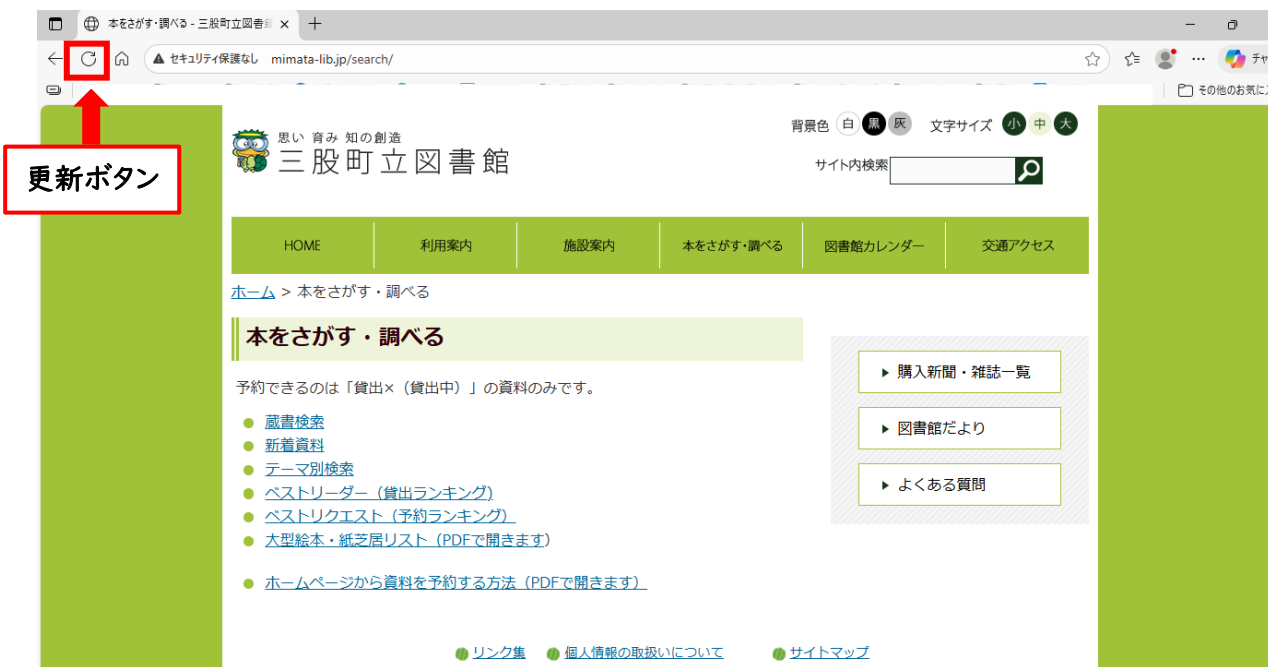 本をさがす・調べる - 三股町立図書館
セキュリティ保護なし mimata-lib.jp/search/
その他のお気に入
更新ボタン
思い 育み 知の創造
三股町立図書館
背景色 白 黒 灰 文字サイズ 小 中 大
サイト内検索
HOME 利用案内 施設案内 本をさがす・調べる 図書館カレンダー 交通アクセス
ホーム > 本をさがす・調べる
本をさがす・調べる
予約できるのは「貸出×（貸出中）」の資料のみです。
蔵書検索
新着資料
テーマ別検索
ベストリーダー（貸出ランキング)
ベストリクエスト（予約ランキング）
大型絵本・紙芝居リスト（PDFで開きます)
ホームページから資料を予約する方法（PDFで開きます）
購入新聞・雑誌一覧
図書館だより
よくある質問
リンク集 個人情報の取扱いについて サイトマップ